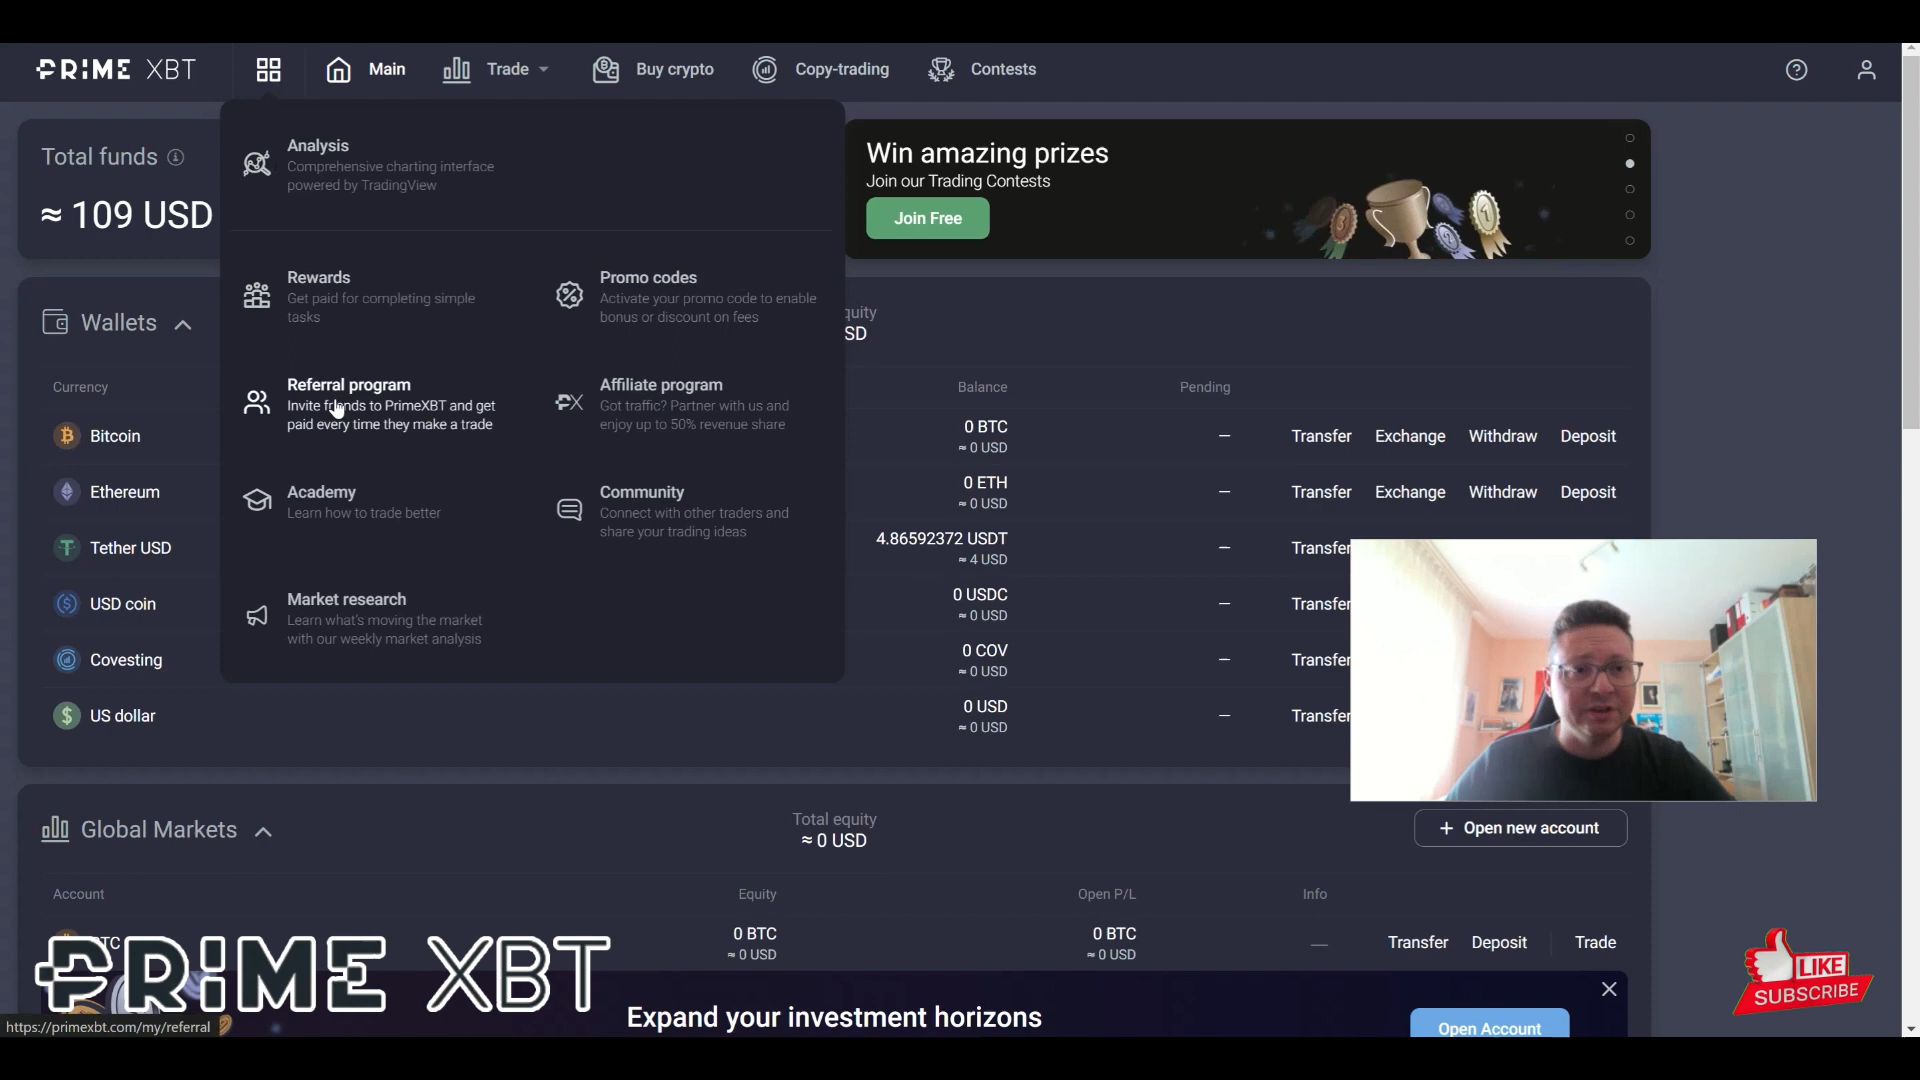 PRIME XBT
Main
Trade
Buy crypto
Copy-trading
Contests
Total funds
≈ 109 USD
Analysis
Comprehensive charting interface
powered by TradingView
Rewards
Get paid for completing simple
tasks
Promo codes
Activate your promo code to enable
bonus or discount on fees
Referral program
Invite friends to PrimeXBT and get
paid every time they make a trade
Affiliate program
Got traffic? Partner with us and
enjoy up to 50% revenue share
Academy
Learn how to trade better
Community
Connect with other traders and
share your trading ideas
Market research
Learn what's moving the market
with our weekly market analysis
Win amazing prizes
Join our Trading Contests
Join Free
Wallets
quity
SD
Currency
Balance
Pending
Bitcoin
0 BTC
≈ 0 USD
—
Transfer
Exchange
Withdraw
Deposit
Ethereum
0 ETH
≈ 0 USD
—
Transfer
Exchange
Withdraw
Deposit
Tether USD
4.86592372 USDT
≈ 4 USD
—
Transfer
USD coin
0 USDC
≈ 0 USD
—
Transfer
Covesting
0 COV
≈ 0 USD
—
Transfer
US dollar
0 USD
≈ 0 USD
—
Transfer
Global Markets
Total equity
≈ 0 USD
+ Open new account
Account
Equity
Open P/L
Info
TC
0 BTC
≈ 0 USD
0 BTC
≈ 0 USD
—
Transfer
Deposit
Trade
PRIME XBT
Expand your investment horizons
Open Account
https://primexbt.com/my/referral
LIKE
SUBSCRIBE